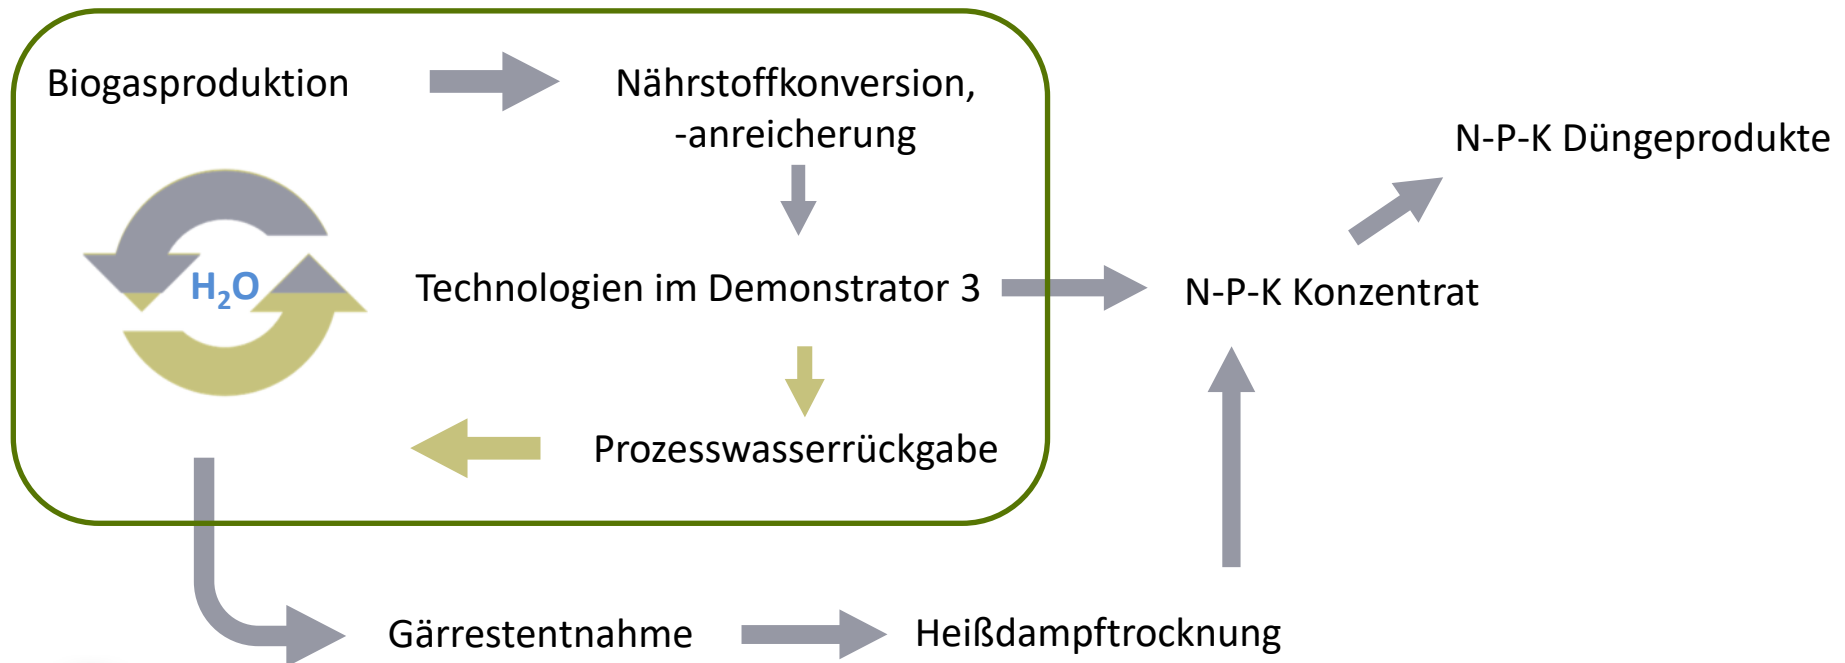 Biogasproduktion
Nährstoffkonversion,
-anreicherung
N-P-K Düngeprodukte
H₂O
Technologien im Demonstrator 3
N-P-K Konzentrat
Prozesswasserrückgabe
Gärrestentnahme
Heißdampftrocknung